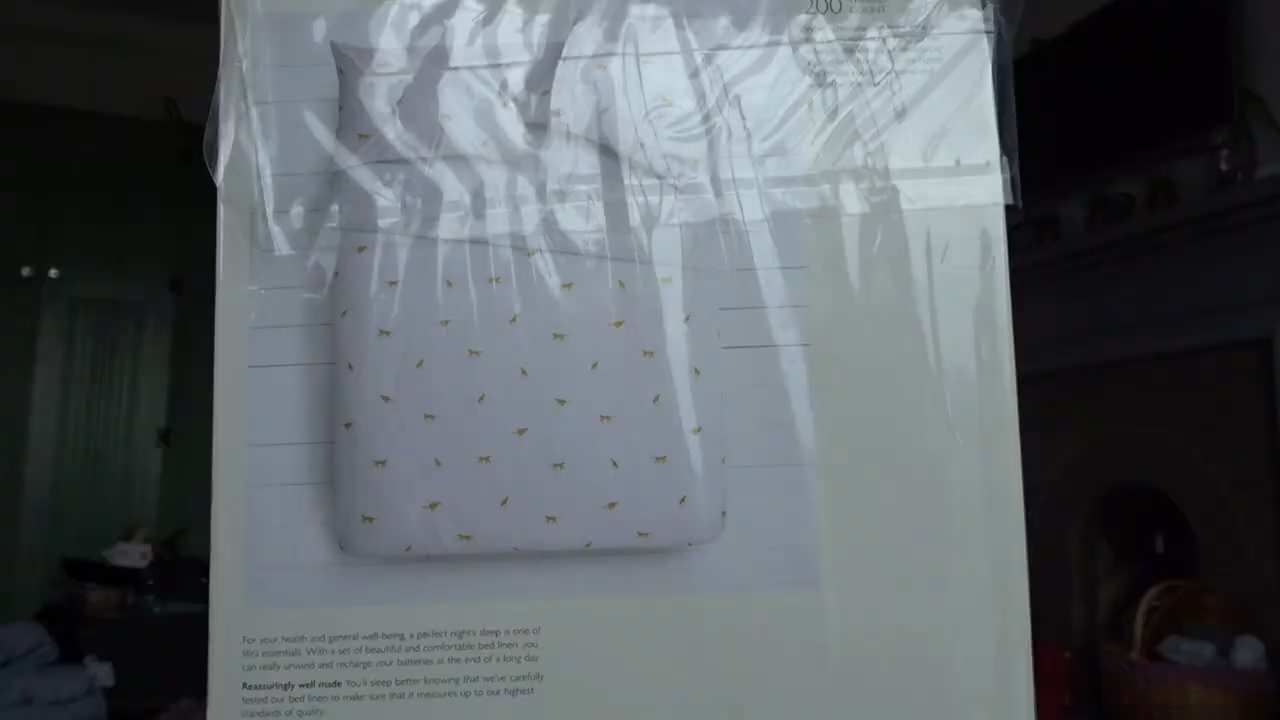 200 THREAD
COUNT
For your health and general well-being, a perfect night's sleep is one of
life's essentials. With a set of beautiful and comfortable bed linen you
can really unwind and recharge your batteries at the end of a long day
Reassuringly well made You'll sleep better knowing that we've carefully
tested our bed linen to make sure that it measures up to our highest
standards of quality.